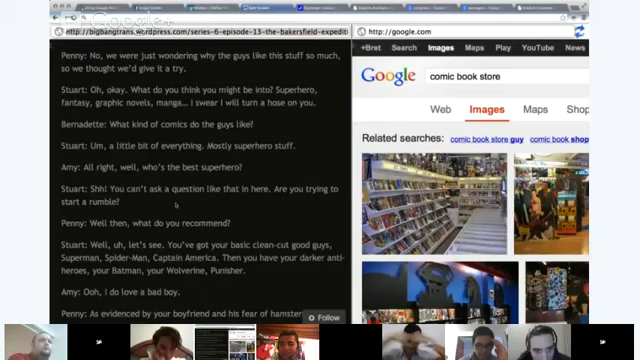 http://bigbangtrans.wordpress.com/series-6-episode-13-the-bakersfield-expedit
http://google.com
Penny: No, we were just wondering why the guys like this stuff so much,
so we thought we'd give it a try.
Stuart: Oh, okay. What do you think you might be into? Superhero,
fantasy, graphic novels, manga… I swear I will turn a hose on you.
Bernadette: What kind of comics do the guys like?
Stuart: Um, a little bit of everything. Mostly superhero stuff.
Amy: All right, well, who's the best superhero?
Stuart: Shh! You can't ask a question like that in here. Are you trying to
start a rumble?
Penny: Well then, what do you recommend?
Stuart: Well, uh, let's see. You've got your basic clean-cut good guys,
Superman, Spider-Man, Captain America. Then you have your darker anti-
heroes, your Batman, your Wolverine, Punisher.
Amy: Ooh, I do love a bad boy.
Penny: As evidenced by your boyfriend and his fear of hamster
Follow
+Bret Search Images Maps Play YouTube News
Google
comic book store
Web Images Maps Shop
Related searches: comic book store guy comic book shop